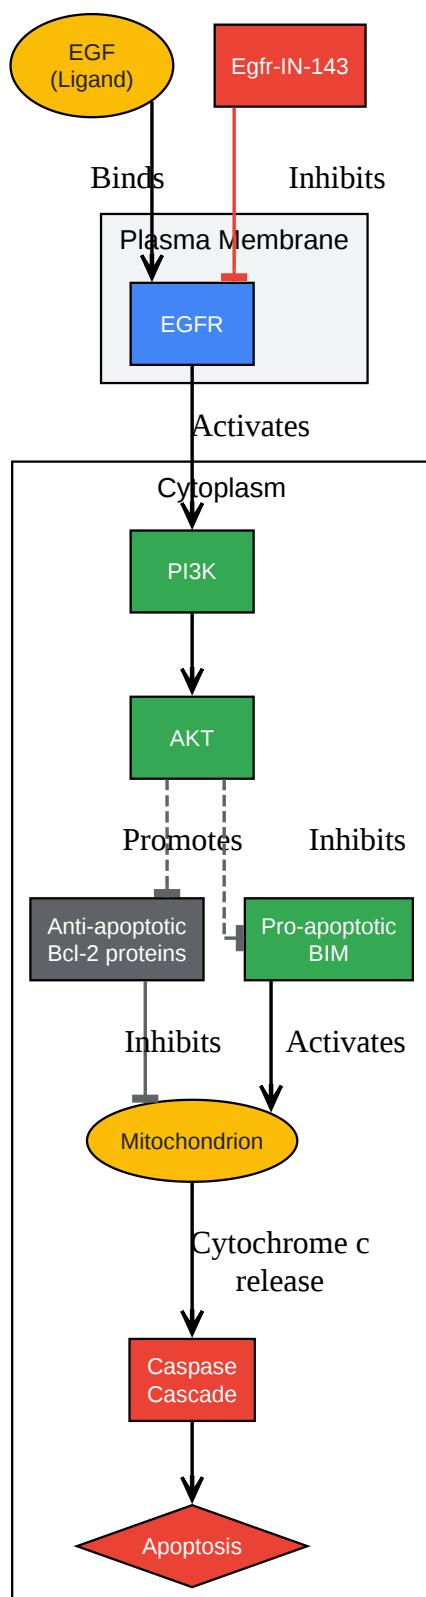 EGF
(Ligand)
Egfr-IN-143
Binds
Inhibits
Plasma Membrane
EGFR
Activates
Cytoplasm
PI3K
AKT
Promotes
Inhibits
Anti-apoptotic
Bcl-2 proteins
Pro-apoptotic
BIM
Inhibits
Activates
Mitochondrion
Cytochrome c
release
Caspase
Cascade
Apoptosis